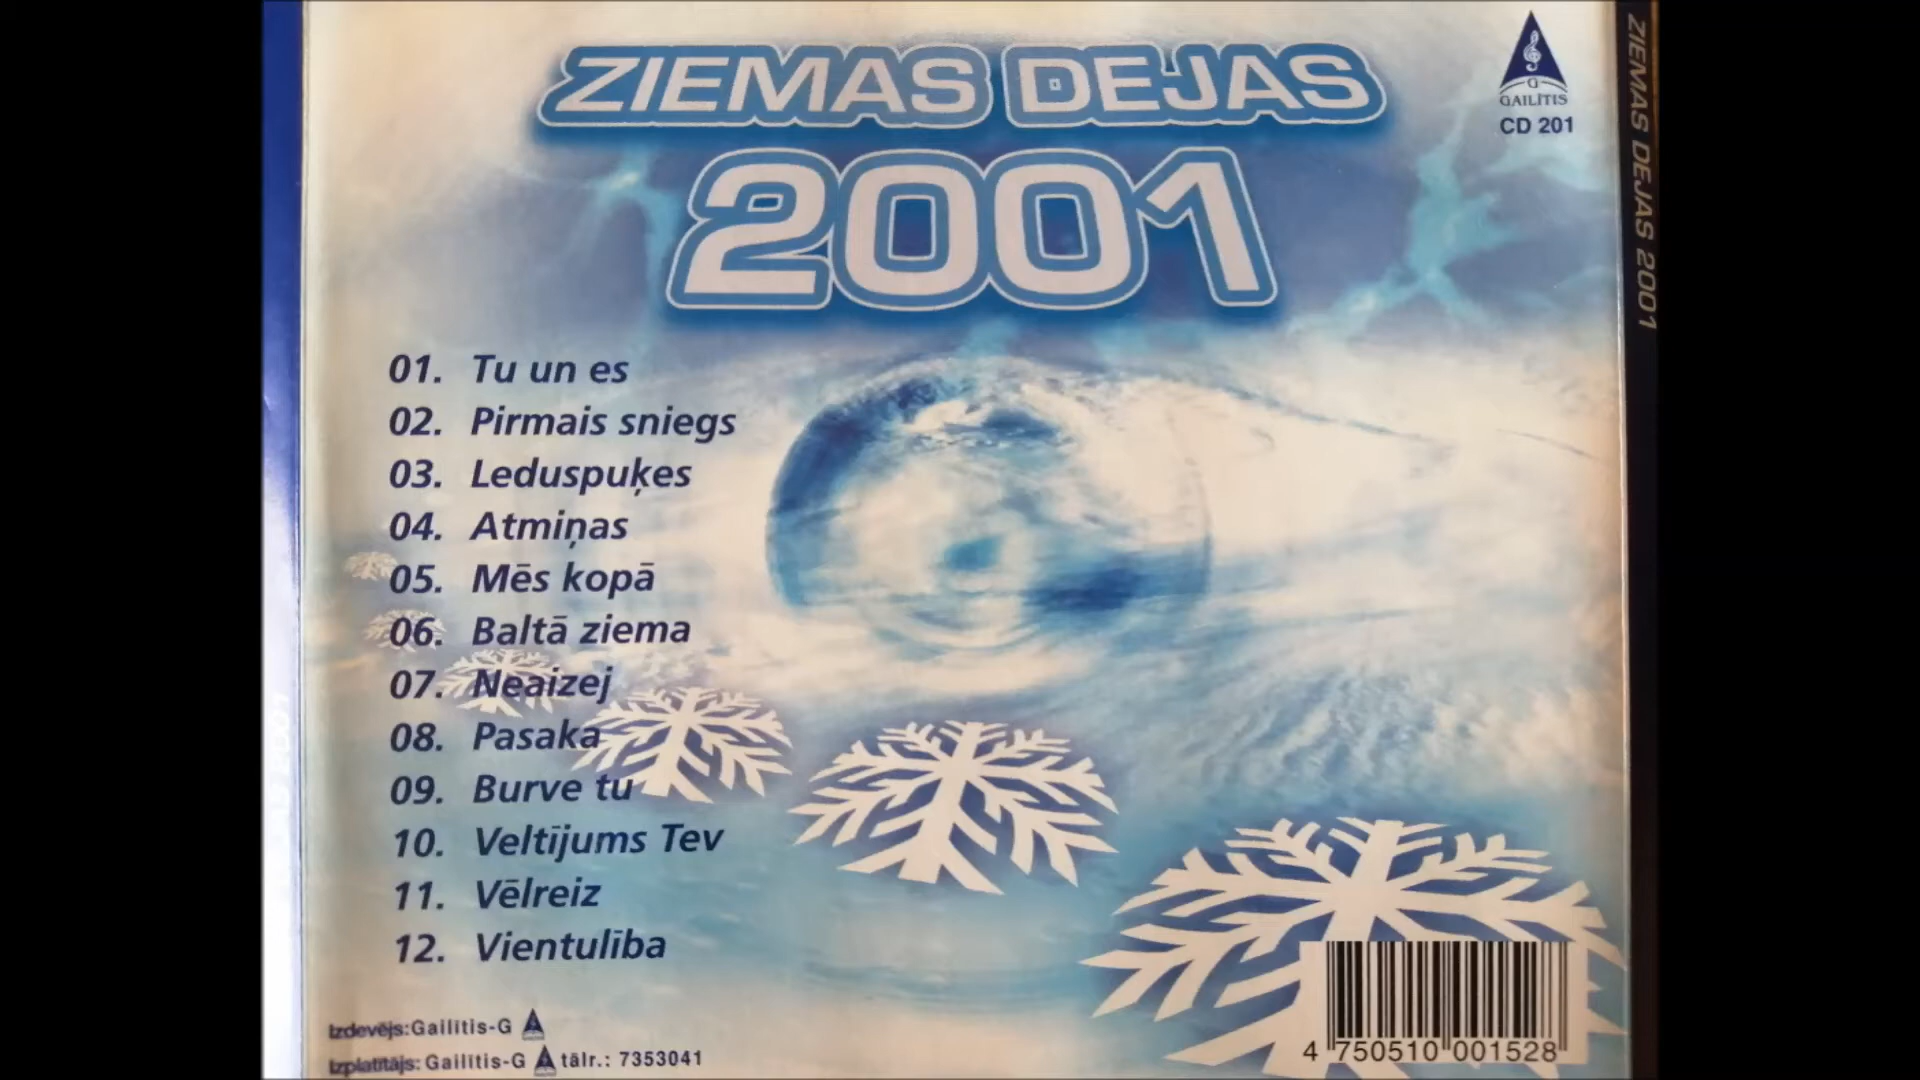 ZIEMAS DEJAS
2001
G
GAILĪTIS
CD 201
01. Tu un es
02. Pirmais sniegs
03. Leduspuķes
04. Atmiņas
05. Mēs kopā
06. Baltā ziema
07. Neaizej
08. Pasaka
09. Burve tu
10. Veltījums Tev
11. Vēlreiz
12. Vientulība
Izdevējs: Gailītis-G
Izplatītājs: Gailītis-G tālr.: 7353041
4 750510 001528
ZIEMAS DEJAS 2001